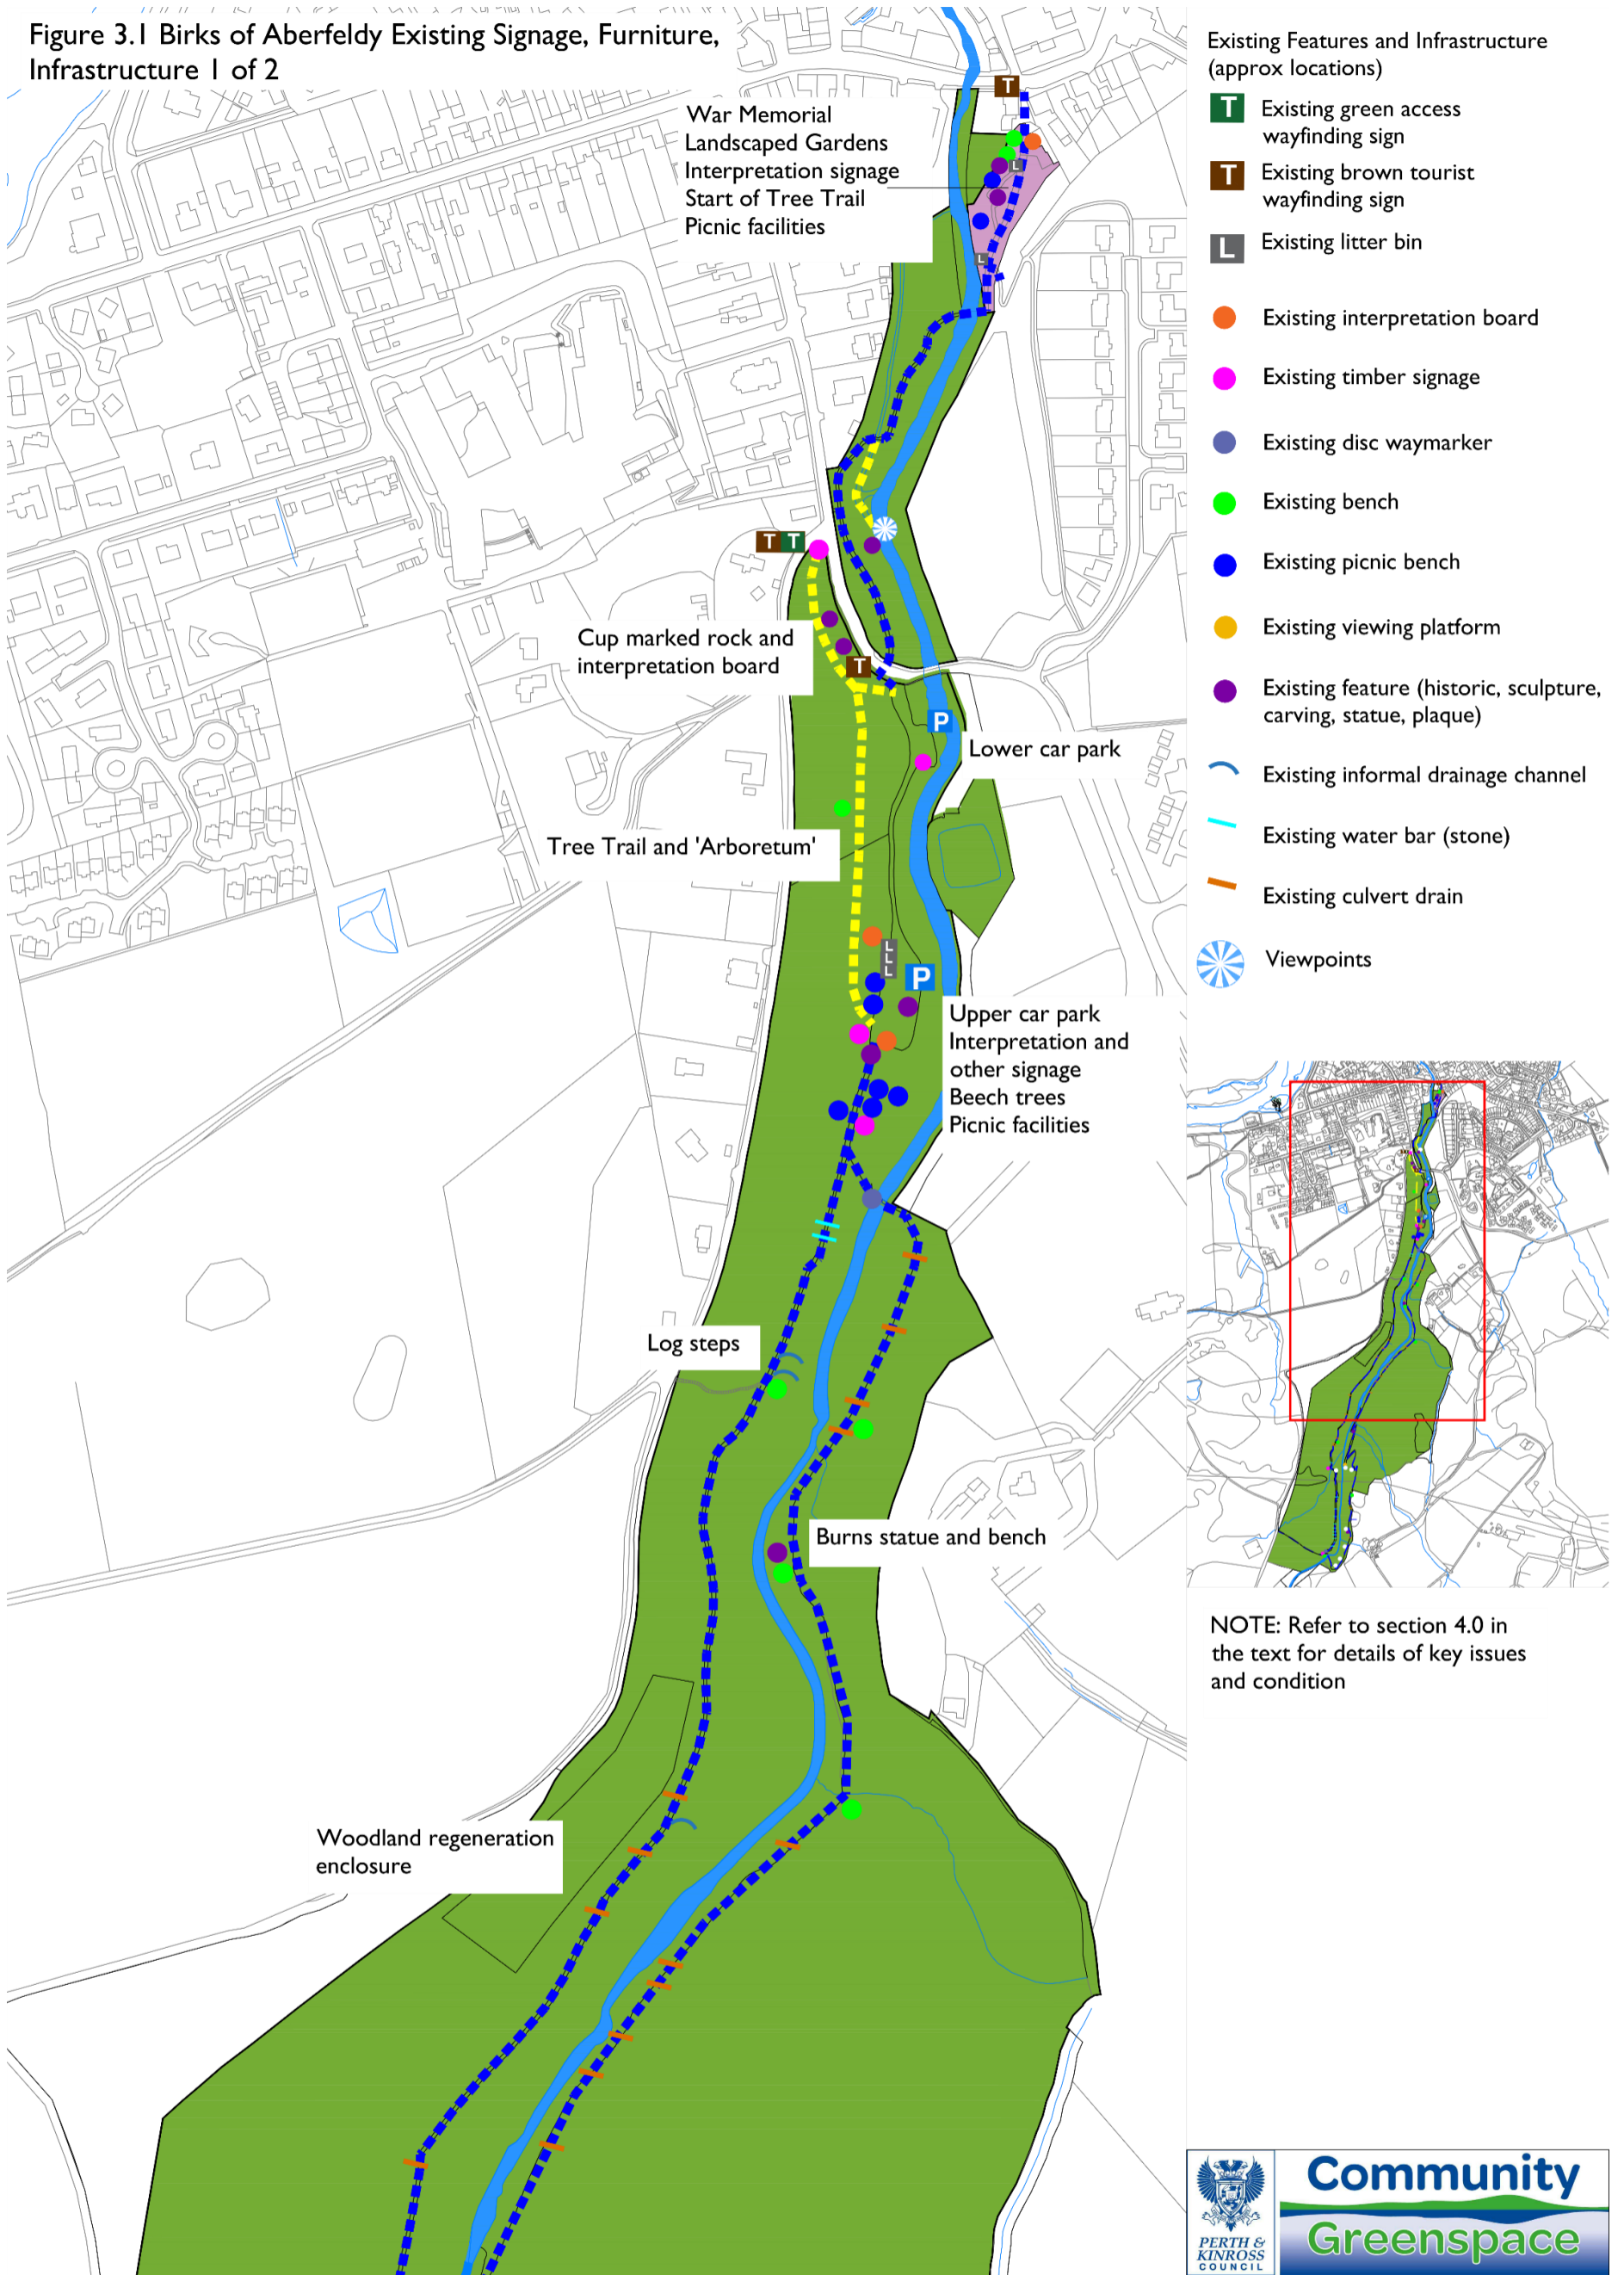 Figure 3.1 Birks of Aberfeldy Existing Signage, Furniture,
Infrastructure 1 of 2
War Memorial
Landscaped Gardens
Interpretation signage
Start of Tree Trail
Picnic facilities
T
L
L
T T
Cup marked rock and
interpretation board
T
P
Lower car park
Tree Trail and 'Arboretum'
L
L
L
P
Upper car park
Interpretation and
other signage
Beech trees
Picnic facilities
Log steps
Burns statue and bench
Woodland regeneration
enclosure
Existing Features and Infrastructure
(approx locations)
T Existing green access
wayfinding sign
T Existing brown tourist
wayfinding sign
L Existing litter bin
Existing interpretation board
Existing timber signage
Existing disc waymarker
Existing bench
Existing picnic bench
Existing viewing platform
Existing feature (historic, sculpture,
carving, statue, plaque)
Existing informal drainage channel
Existing water bar (stone)
Existing culvert drain
Viewpoints
NOTE: Refer to section 4.0 in
the text for details of key issues
and condition
PERTH &
KINROSS
COUNCIL
Community
Greenspace